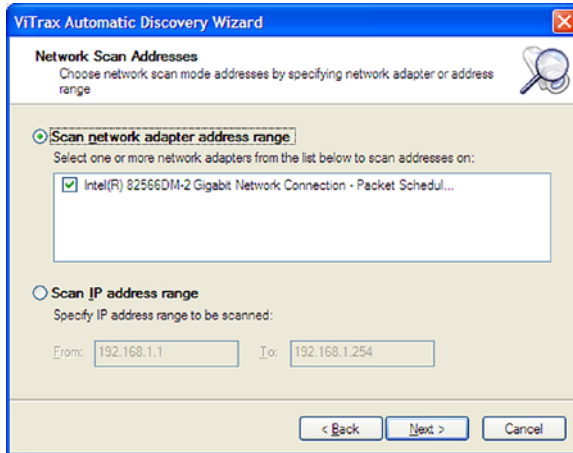 ViTrax Automatic Discovery Wizard
Network Scan Addresses
Choose network scan mode addresses by specifying network adapter or address
range
Scan network adapter address range
Select one or more network adapters from the list below to scan addresses on:
Intel(R) 82566DM-2 Gigabit Network Connection - Packet Schedul...
Scan IP address range
Specify IP address range to be scanned:
From: 192.168.1.1 To: 192.168.1.254
< Back Next > Cancel